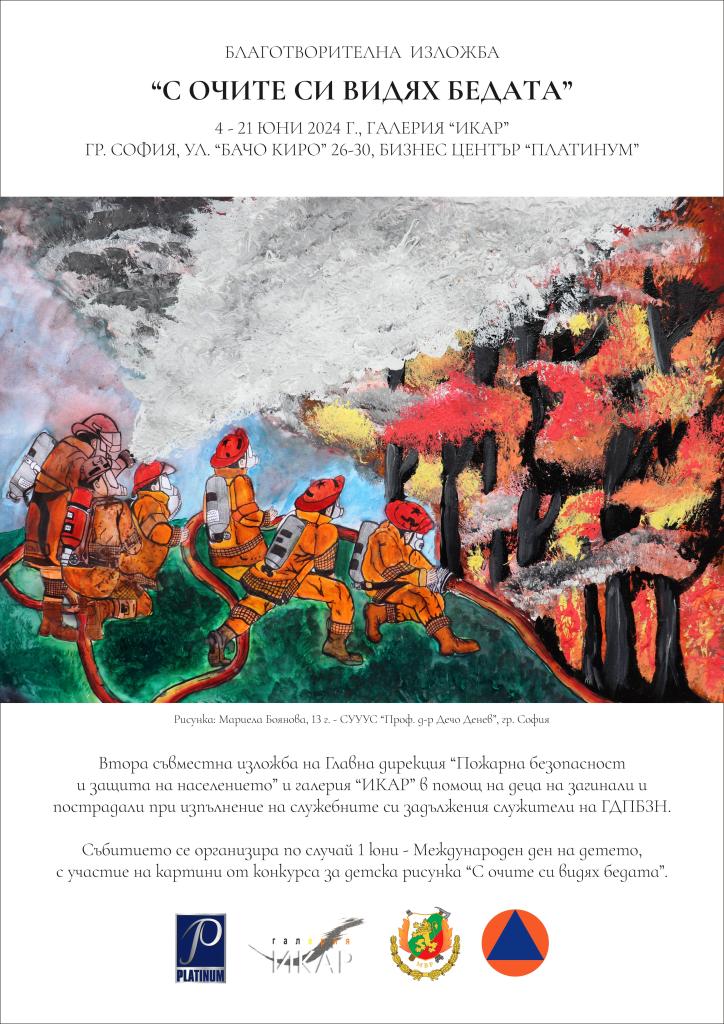 БЛАГОТВОРИТЕЛНА ИЗЛОЖБА
“С ОЧИТЕ СИ ВИДЯХ БЕДАТА”
4 - 21 ЮНИ 2024 Г., ГАЛЕРИЯ “ИКАР”
ГР. СОФИЯ, УЛ. “БАЧО КИРО” 26-30, БИЗНЕС ЦЕНТЪР “ПЛАТИНУМ”
Рисунка: Мариела Боянова, 13 г. - СУУУС “Проф. д-р Дечо Денев”, гр. София
Втора съвместна изложба на Главна дирекция “Пожарна безопасност
и защита на населението” и галерия “ИКАР” в помощ на деца на загинали и
пострадали при изпълнение на служебните си задължения служители на ГДПБЗН.
Събитието се организира по случай 1 юни - Международен ден на детето,
с участие на картини от конкурса за детска рисунка “С очите си видях бедата”.
P
PLATINUM
галерия
ИКАР
МВР